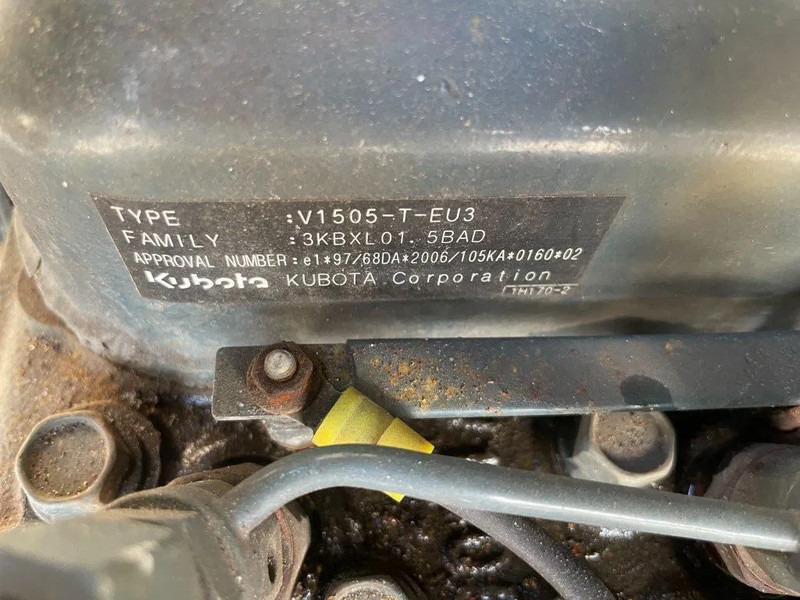 TYPE :V1505-T-EU3
FAMILY :3KBXL01.5BAD
APPROVAL NUMBER:e1*97/68DA*2006/105KA*0160*02
Kubota KUBOTA Corporation
1H170-2